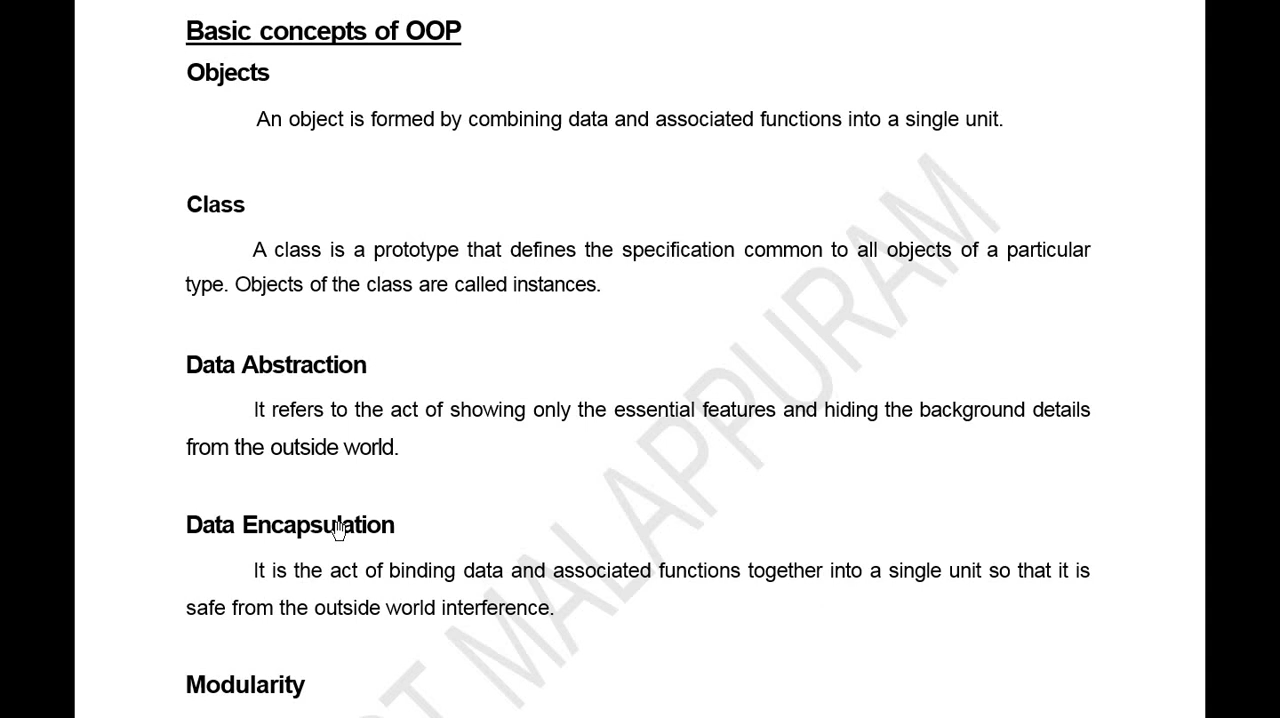 Basic concepts of OOP
Objects
An object is formed by combining data and associated functions into a single unit.
Class
A class is a prototype that defines the specification common to all objects of a particular
type. Objects of the class are called instances.
Data Abstraction
It refers to the act of showing only the essential features and hiding the background details
from the outside world.
Data Encapsulation
It is the act of binding data and associated functions together into a single unit so that it is
safe from the outside world interference.
Modularity
MALAPPURAM